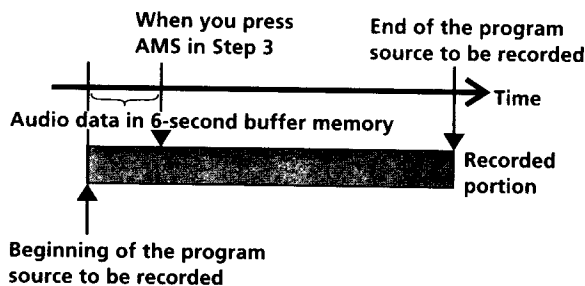 When you press
AMS in Step 3
End of the program
source to be recorded
Time
Audio data in 6-second buffer memory
Recorded
portion
Beginning of the program
source to be recorded